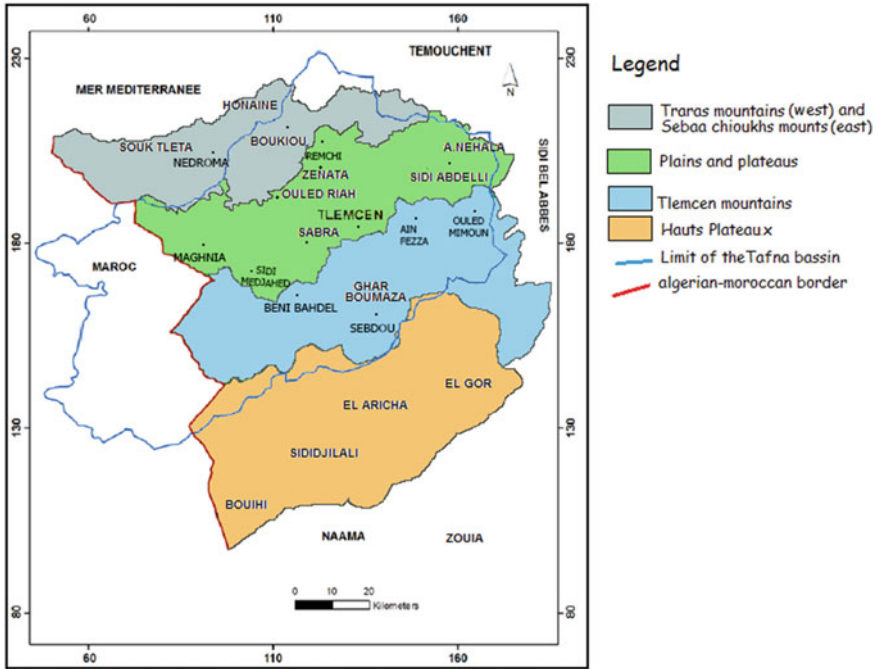 60 110 160
230 230
TEMOUCHENT
N
MER MEDITERRANEE
HONAINE
SOUK TLETA
BOUKIOU
NEDROMA
REMCHI
A.NEHALA
ZENATA
SIDI ABDELLI
OULED RIAH
TLEMCEN
SABRA
AIN
FEZZA
OULED
MIMOUN
SIDI BEL ABBES
180 180
MAROC
MAGHNIA
SIDI
MEDJAHED
GHAR
BOUMAZA
BENI BAHDEL
SEBDOU
EL GOR
EL ARICHA
130 130
SIDIDJILALI
BOUIHI
NAAMA
ZOUIA
0 10 20
Kilometers
80 80
60 110 160
Legend
Traras mountains (west) and
Sebaa chioukhs mounts (east)
Plains and plateaus
Tlemcen mountains
Hauts Plateaux
Limit of theTafna bassin
algerian-moroccan border